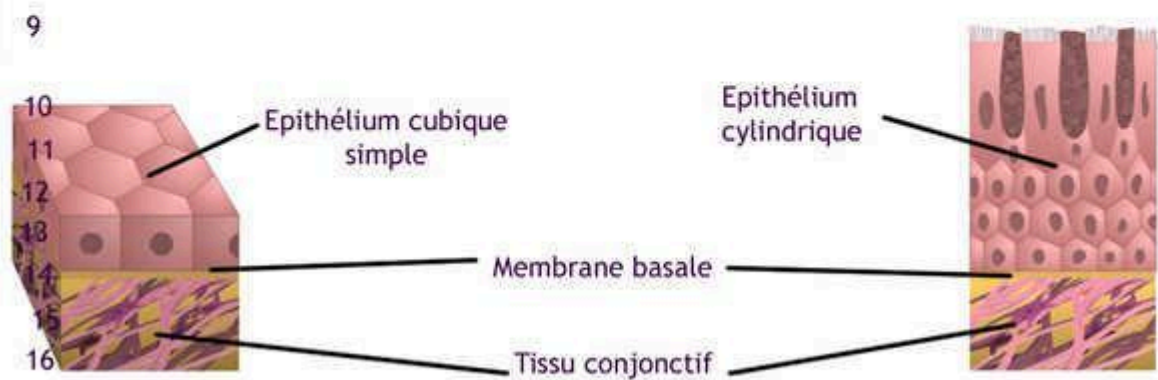 9
10
11
12
13
14
15
16
Epithélium cubique
simple
Epithélium
cylindrique
Membrane basale
Tissu conjonctif